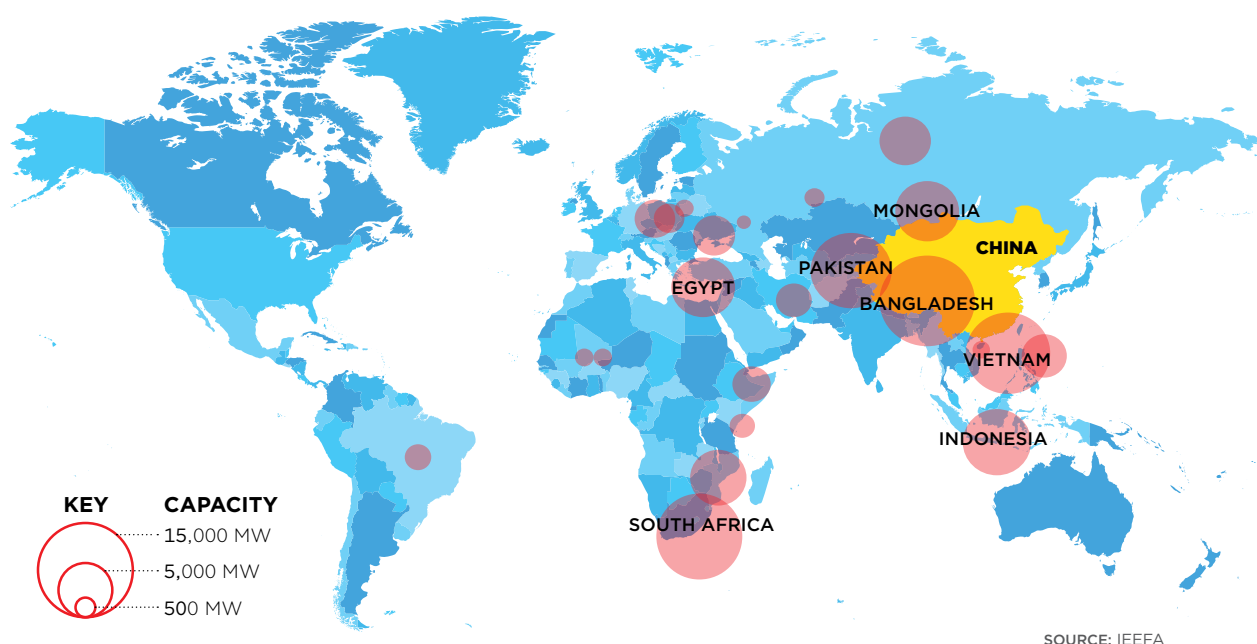 MONGOLIA
CHINA
PAKISTAN
EGYPT
BANGLADESH
VIETNAM
INDONESIA
SOUTH AFRICA
KEY CAPACITY
15,000 MW
5,000 MW
500 MW
SOURCE: IEEFA